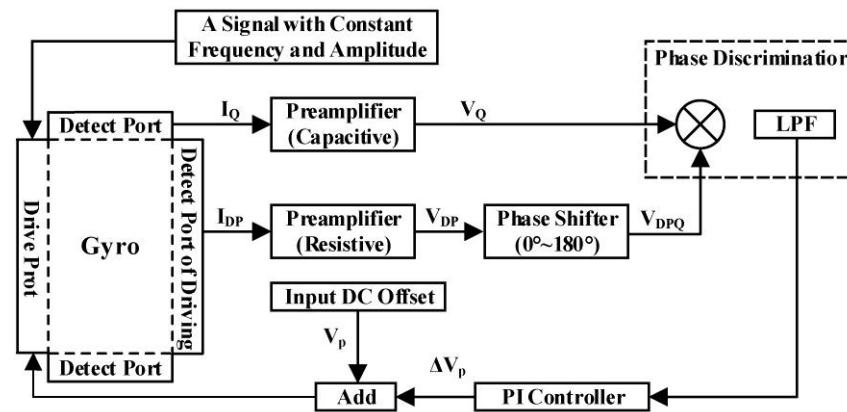 A Signal with Constant
Frequency and Amplitude
Phase Discrimination
Detect Port
I_Q
Preamplifier
(Capacitive)
V_Q
LPF
Drive Prot
Gyro
Detect Port of Driving
I_DP
Preamplifier
(Resistive)
V_DP
Phase Shifter
(0°~180°)
V_DPQ
Input DC Offset
V_p
Detect Port
Add
ΔV_p
PI Controller